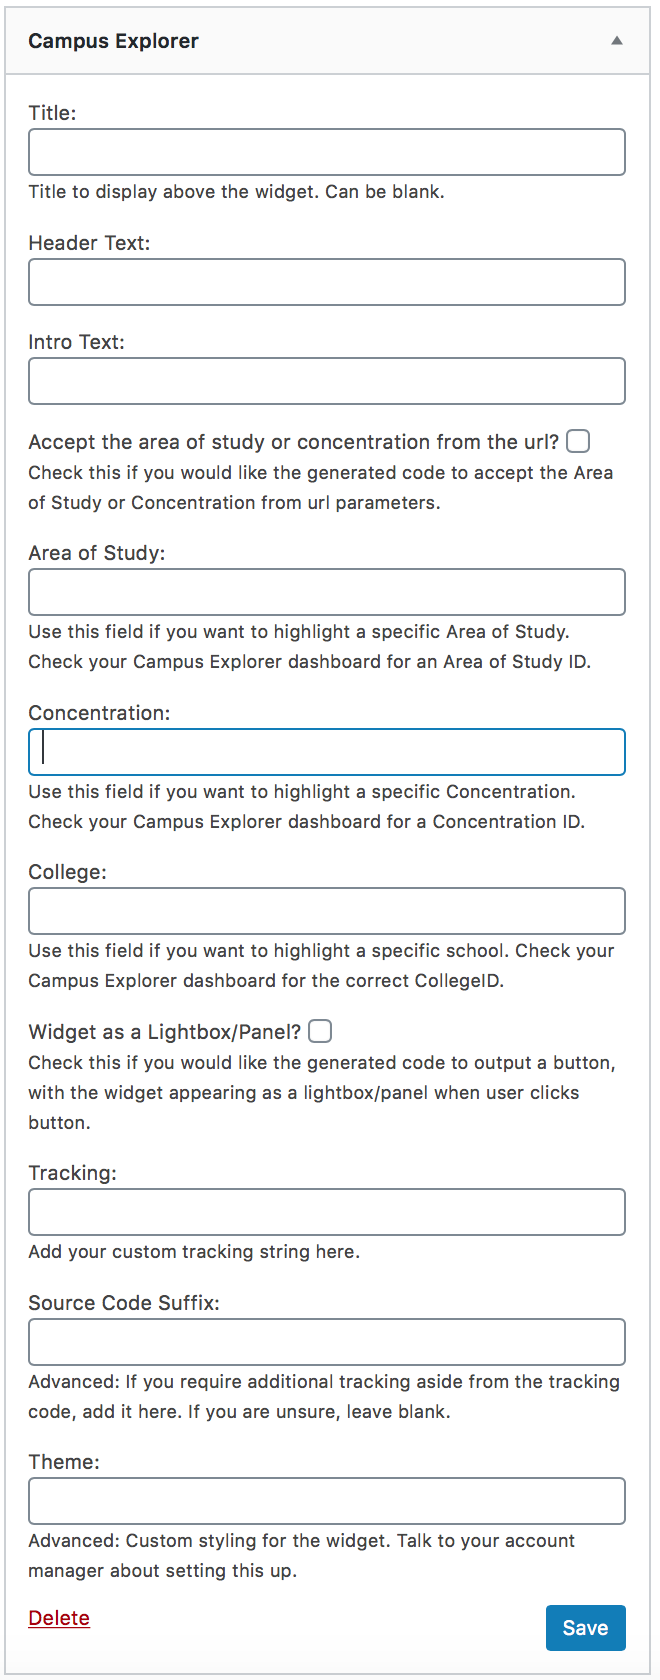 Campus Explorer
Title:
Title to display above the widget. Can be blank.
Header Text:
Intro Text:
Accept the area of study or concentration from the url?
Check this if you would like the generated code to accept the Area
of Study or Concentration from url parameters.
Area of Study:
Use this field if you want to highlight a specific Area of Study.
Check your Campus Explorer dashboard for an Area of Study ID.
Concentration:
Use this field if you want to highlight a specific Concentration.
Check your Campus Explorer dashboard for a Concentration ID.
College:
Use this field if you want to highlight a specific school. Check your
Campus Explorer dashboard for the correct CollegeID.
Widget as a Lightbox/Panel?
Check this if you would like the generated code to output a button,
with the widget appearing as a lightbox/panel when user clicks
button.
Tracking:
Add your custom tracking string here.
Source Code Suffix:
Advanced: If you require additional tracking aside from the tracking
code, add it here. If you are unsure, leave blank.
Theme:
Advanced: Custom styling for the widget. Talk to your account
manager about setting this up.
Delete
Save